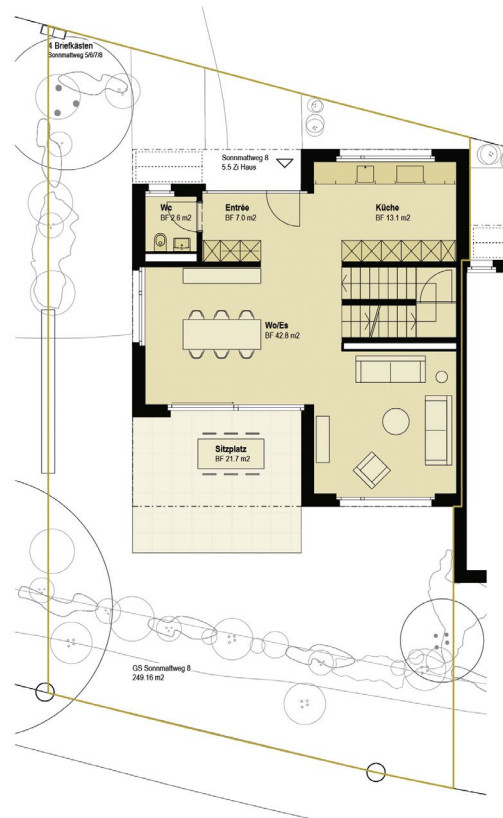 4 Briefkästen
Sonnmattweg 5/6/7/8
Sonnmattweg 8
5.5 Zi Haus
Wc
BF 2.6 m2
Entrée
BF 7.0 m2
Küche
BF 13.1 m2
Wo/Es
BF 42.8 m2
Sitzplatz
BF 21.7 m2
GS Sonnmattweg 8
249.16 m2